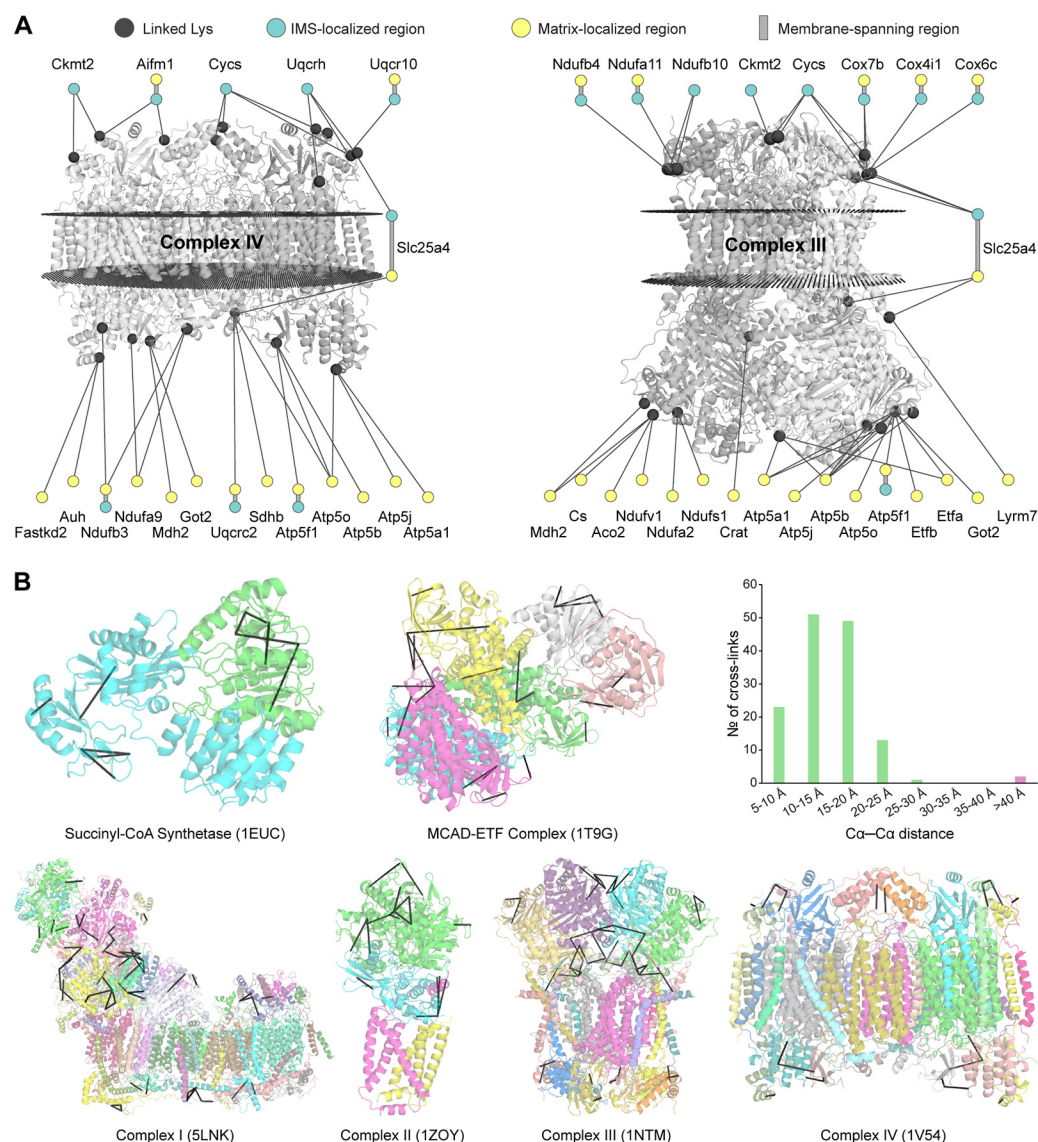 A
Linked Lys
IMS-localized region
Matrix-localized region
Membrane-spanning region
Ckmt2 Aifm1 Cycs Uqcrh Uqcr10
Complex IV
Slc25a4
Auh Ndufa9 Got2 Sdhb Atp5o Atp5j
Fastkd2 Ndufb3 Mdh2 Uqcrc2 Atp5f1 Atp5b Atp5a1
Ndufb4 Ndufa11 Ndufb10 Ckmt2 Cycs Cox7b Cox4i1 Cox6c
Complex III
Slc25a4
Cs Ndufv1 Ndufs1 Atp5a1 Atp5b Atp5f1 Etfa Lyrm7
Mdh2 Aco2 Ndufa2 Crat Atp5j Atp5o Etfb Got2
B
Succinyl-CoA Synthetase (1EUC)
MCAD-ETF Complex (1T9G)
№ of cross-links
60
50
40
30
20
10
0
5-10 Å 10-15 Å 15-20 Å 20-25 Å 25-30 Å 30-35 Å 35-40 Å >40 Å
Cα—Cα distance
Complex I (5LNK)
Complex II (1ZOY)
Complex III (1NTM)
Complex IV (1V54)